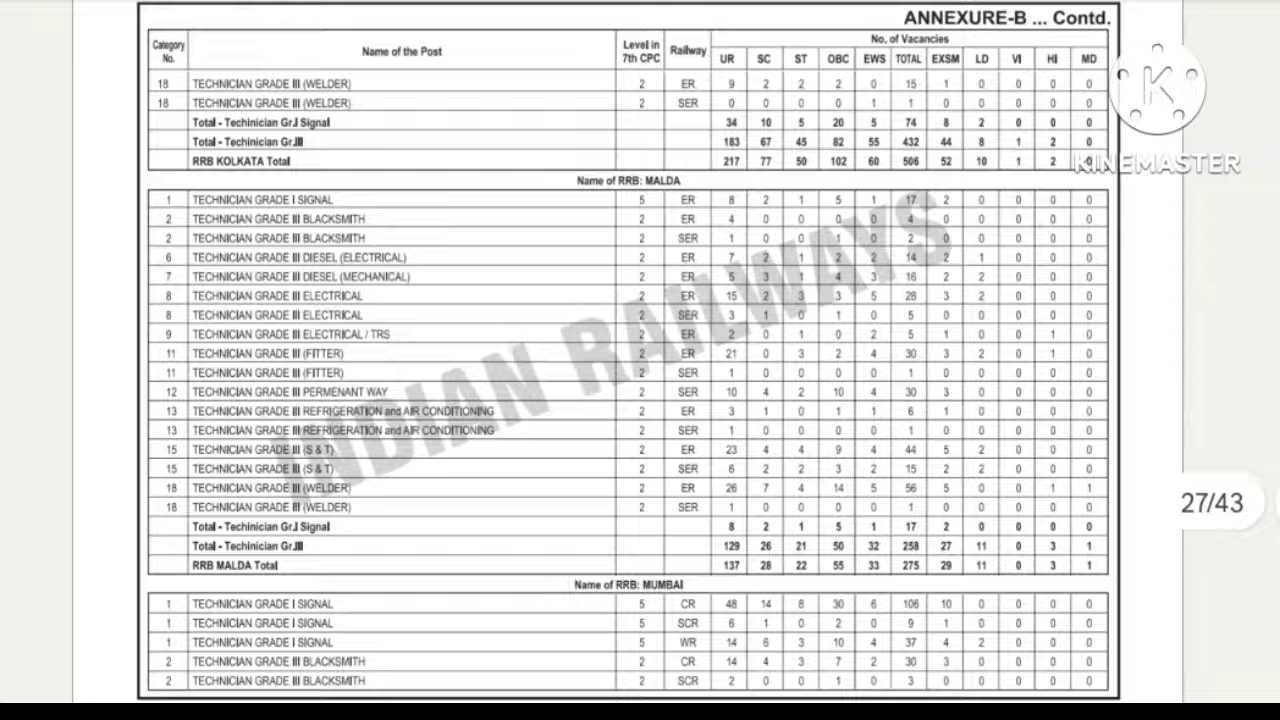 ANNEXURE-B ... Contd.
Category No. Name of the Post Level in 7th CPC Railway No. of Vacancies
UR SC ST OBC EWS TOTAL EXSM LD VI HI MD
18 TECHNICIAN GRADE III (WELDER) 2 ER 9 2 2 2 0 15 1 0 0 0 0
18 TECHNICIAN GRADE III (WELDER) 2 SER 0 0 0 0 1 1 0 0 0 0 0
Total - Techinician Gr.I Signal 34 10 5 20 5 74 8 2 0 0 0
Total - Techinician Gr.III 183 67 45 82 55 432 44 8 1 2 0
RRB KOLKATA Total 217 77 50 102 60 506 52 10 1 2 0
Name of RRB: MALDA
1 TECHNICIAN GRADE I SIGNAL 5 ER 8 2 1 5 1 17 2 0 0 0 0
2 TECHNICIAN GRADE III BLACKSMITH 2 ER 4 0 0 0 0 4 0 0 0 0 0
2 TECHNICIAN GRADE III BLACKSMITH 2 SER 1 0 0 1 0 2 0 0 0 0 0
6 TECHNICIAN GRADE III DIESEL (ELECTRICAL) 2 ER 7 2 1 2 2 14 2 1 0 0 0
7 TECHNICIAN GRADE III DIESEL (MECHANICAL) 2 ER 5 3 1 4 3 16 2 2 0 0 0
8 TECHNICIAN GRADE III ELECTRICAL 2 ER 15 2 3 3 5 28 3 2 0 0 0
8 TECHNICIAN GRADE III ELECTRICAL 2 SER 3 1 0 1 0 5 0 0 0 0 0
9 TECHNICIAN GRADE III ELECTRICAL / TRS 2 ER 2 0 1 0 2 5 1 0 0 1 0
11 TECHNICIAN GRADE III (FITTER) 2 ER 21 0 3 2 4 30 3 2 0 1 0
11 TECHNICIAN GRADE III (FITTER) 2 SER 1 0 0 0 0 1 0 0 0 0 0
12 TECHNICIAN GRADE III PERMENANT WAY 2 SER 10 4 2 10 4 30 3 0 0 0 0
13 TECHNICIAN GRADE III REFRIGERATION and AIR CONDITIONING 2 ER 3 1 0 1 1 6 1 0 0 0 0
13 TECHNICIAN GRADE III REFRIGERATION and AIR CONDITIONING 2 SER 1 0 0 0 0 1 0 0 0 0 0
15 TECHNICIAN GRADE III (S & T) 2 ER 23 4 4 9 4 44 5 2 0 0 0
15 TECHNICIAN GRADE III (S & T) 2 SER 6 2 2 3 2 15 2 2 0 0 0
18 TECHNICIAN GRADE III (WELDER) 2 ER 26 7 4 14 5 56 5 0 0 1 1
18 TECHNICIAN GRADE III (WELDER) 2 SER 1 0 0 0 0 1 0 0 0 0 0
Total - Techinician Gr.I Signal 8 2 1 5 1 17 2 0 0 0 0
Total - Techinician Gr.III 129 26 21 50 32 258 27 11 0 3 1
RRB MALDA Total 137 28 22 55 33 275 29 11 0 3 1
Name of RRB: MUMBAI
1 TECHNICIAN GRADE I SIGNAL 5 CR 48 14 8 30 6 106 10 0 0 0 0
1 TECHNICIAN GRADE I SIGNAL 5 SCR 6 1 0 2 0 9 1 0 0 0 0
1 TECHNICIAN GRADE I SIGNAL 5 WR 14 6 3 10 4 37 4 2 0 0 0
2 TECHNICIAN GRADE III BLACKSMITH 2 CR 14 4 3 7 2 30 3 0 0 0 0
2 TECHNICIAN GRADE III BLACKSMITH 2 SCR 2 0 0 1 0 3 0 0 0 0 0
INDIAN RAILWAYS
K
KINEMASTER
27/43